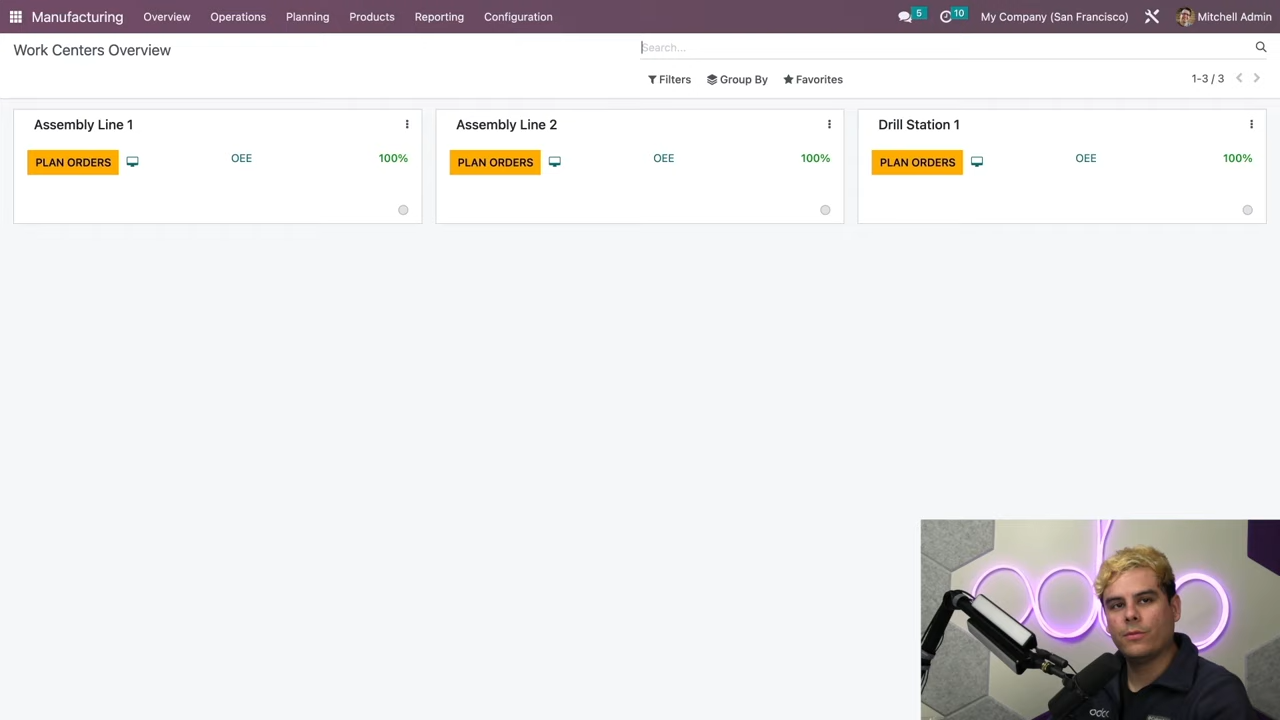 Manufacturing Overview Operations Planning Products Reporting Configuration 5 10 My Company (San Francisco) Mitchell Admin
Work Centers Overview
Search...
Filters Group By Favorites 1-3 / 3
Assembly Line 1
PLAN ORDERS OEE 100%
Assembly Line 2
PLAN ORDERS OEE 100%
Drill Station 1
PLAN ORDERS OEE 100%
odoo